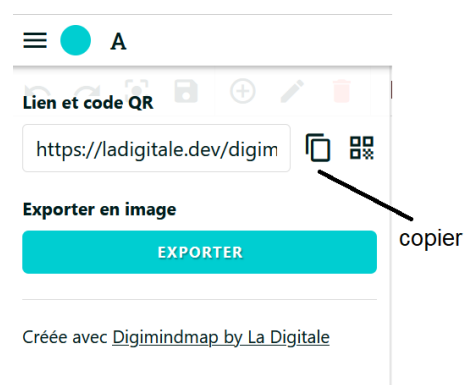 A
Lien et code QR
https://ladigitale.dev/digim
copier
Exporter en image
EXPORTER
Créée avec Digimindmap by La Digitale